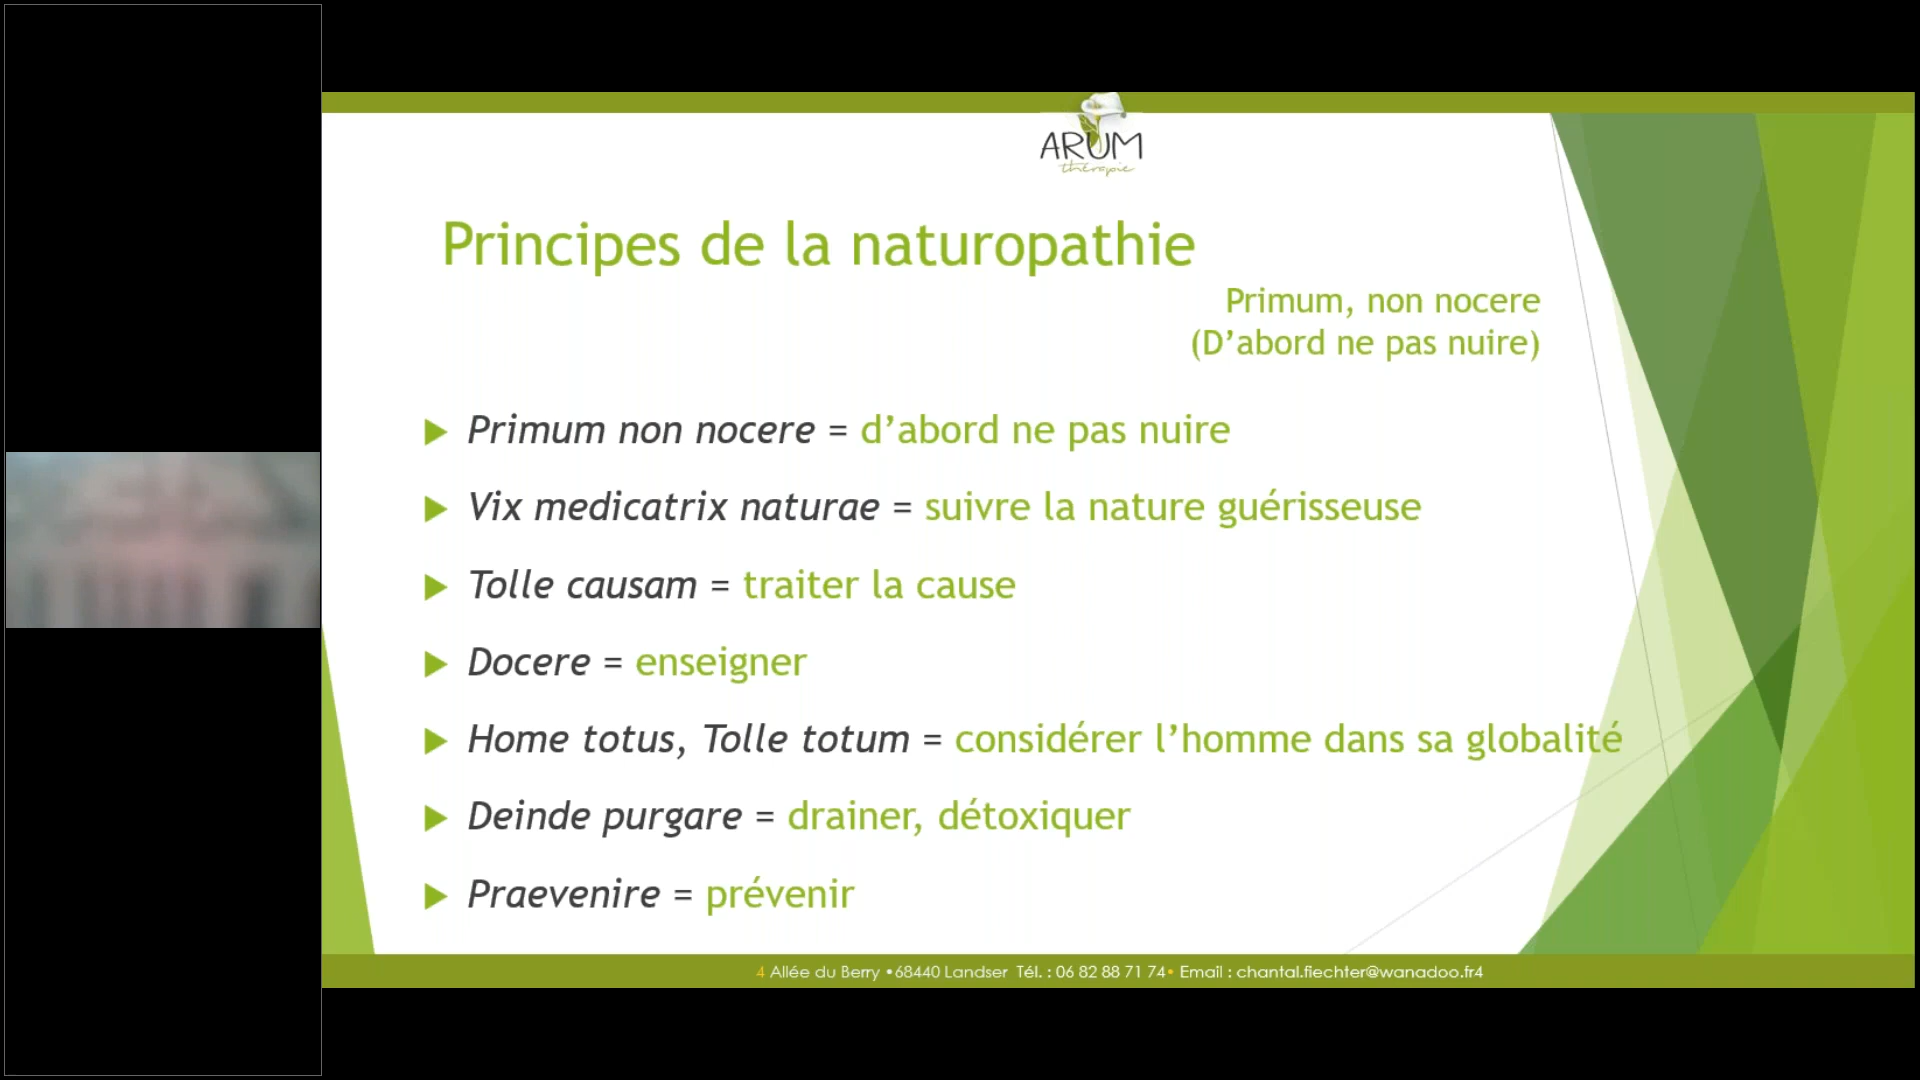 ARUM
thérapie
Principes de la naturopathie
Primum, non nocere
(D’abord ne pas nuire)
Primum non nocere = d’abord ne pas nuire
Vix medicatrix naturae = suivre la nature guérisseuse
Tolle causam = traiter la cause
Docere = enseigner
Home totus, Tolle totum = considérer l’homme dans sa globalité
Deinde purgare = drainer, détoxiquer
Praevenire = prévenir
4 Allée du Berry •68440 Landser Tél. : 06 82 88 71 74• Email : chantal.fiechter@wanadoo.fr4